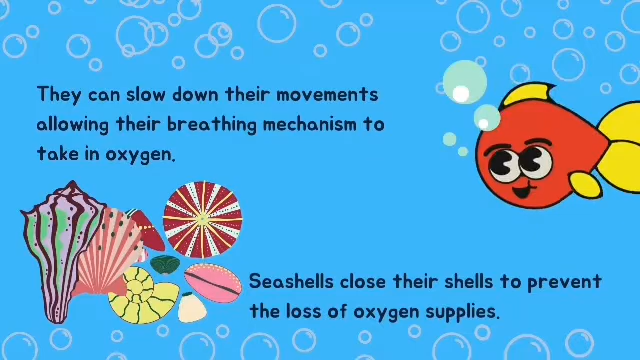 They can slow down their movements
allowing their breathing mechanism to
take in oxygen.
Seashells close their shells to prevent
the loss of oxygen supplies.